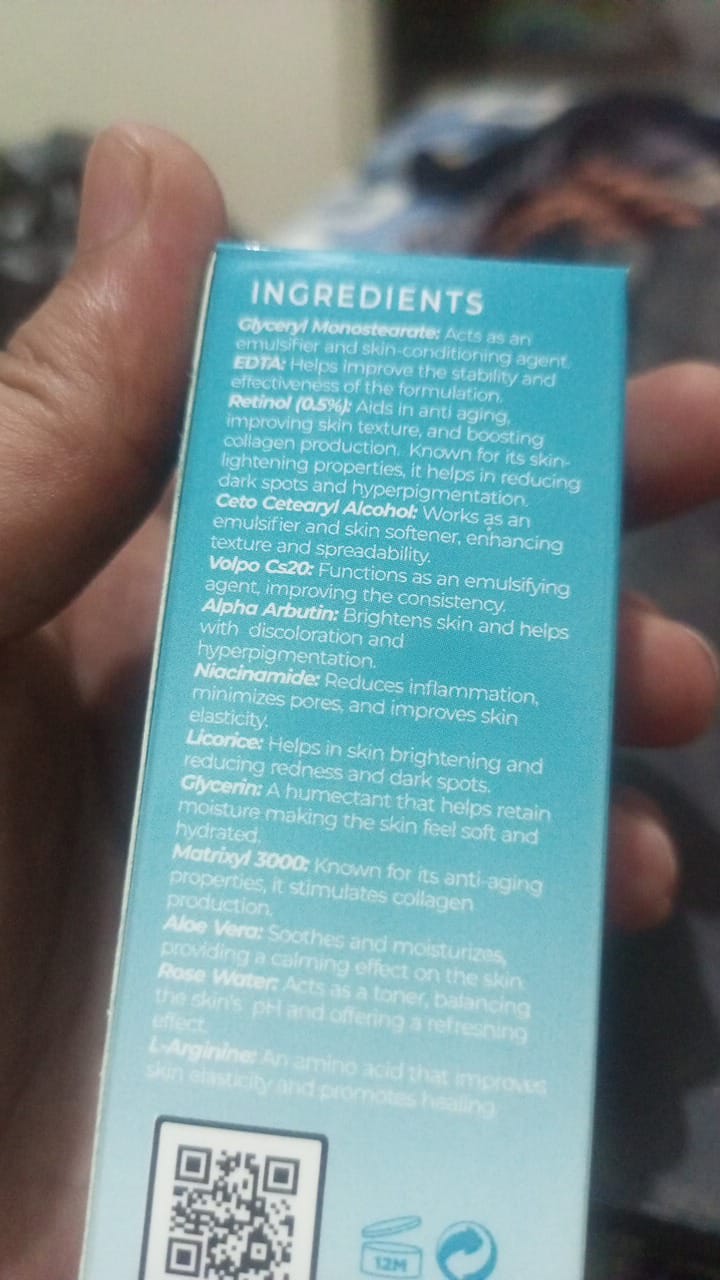 INGREDIENTS
Glyceryl Monostearate: Acts as an
emulsifier and skin-conditioning agent.
EDTA: Helps improve the stability and
effectiveness of the formulation.
Retinol (0.5%): Aids in anti aging,
improving skin texture, and boosting
collagen production. Known for its skin-
lightening properties, it helps in reducing
dark spots and hyperpigmentation.
Ceto Cetearyl Alcohol: Works as an
emulsifier and skin softener, enhancing
texture and spreadability.
Volpo Cs20: Functions as an emulsifying
agent, improving the consistency.
Alpha Arbutin: Brightens skin and helps
with discoloration and
hyperpigmentation.
Niacinamide: Reduces inflammation,
minimizes pores, and improves skin
elasticity.
Licorice: Helps in skin brightening and
reducing redness and dark spots.
Glycerin: A humectant that helps retain
moisture making the skin feel soft and
hydrated.
Matrixyl 3000: Known for its anti-aging
properties, it stimulates collagen
production.
Aloe Vera: Soothes and moisturizes,
providing a calming effect on the skin.
Rose Water: Acts as a toner, balancing
the skin's pH and offering a refreshing
effect.
L-Arginine: An amino acid that improves
skin elasticity and promotes healing.
12M